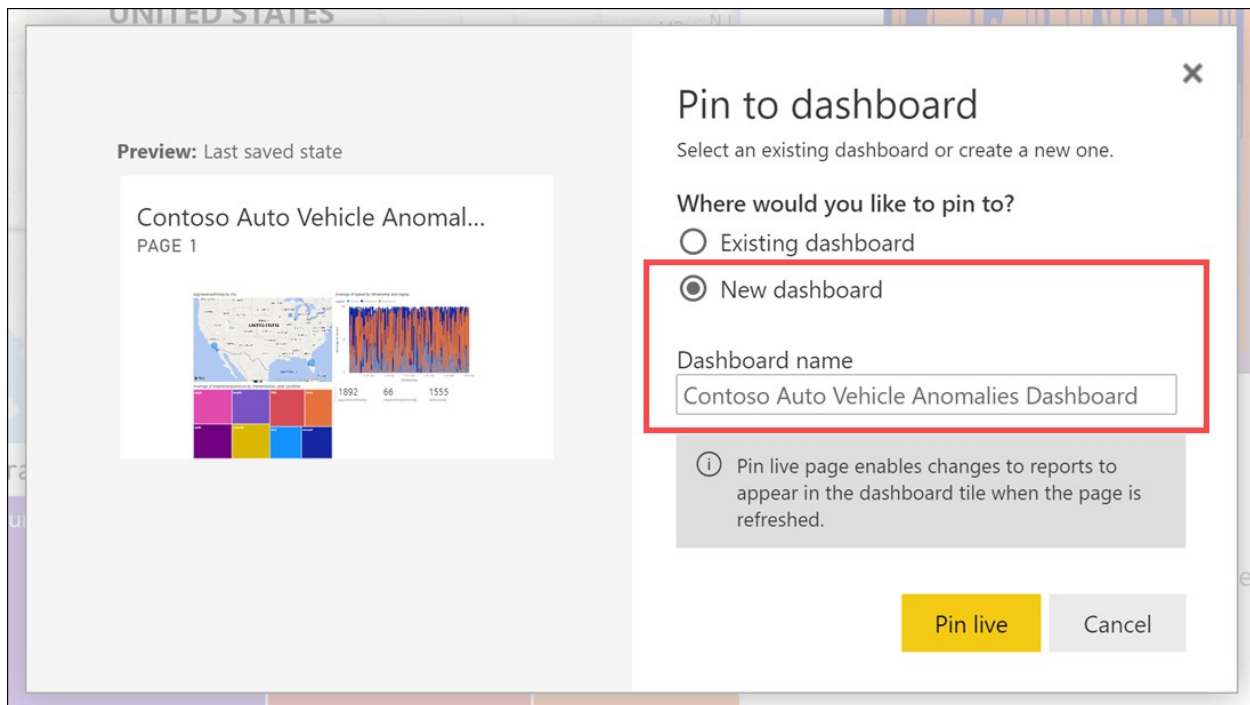 UNITED STATES
Preview: Last saved state
Contoso Auto Vehicle Anomal...
PAGE 1
UNITED STATES
1892 66 1555
Pin to dashboard
Select an existing dashboard or create a new one.
Where would you like to pin to?
Existing dashboard
New dashboard
Dashboard name
Contoso Auto Vehicle Anomalies Dashboard
Pin live page enables changes to reports to
appear in the dashboard tile when the page is
refreshed.
Pin live Cancel